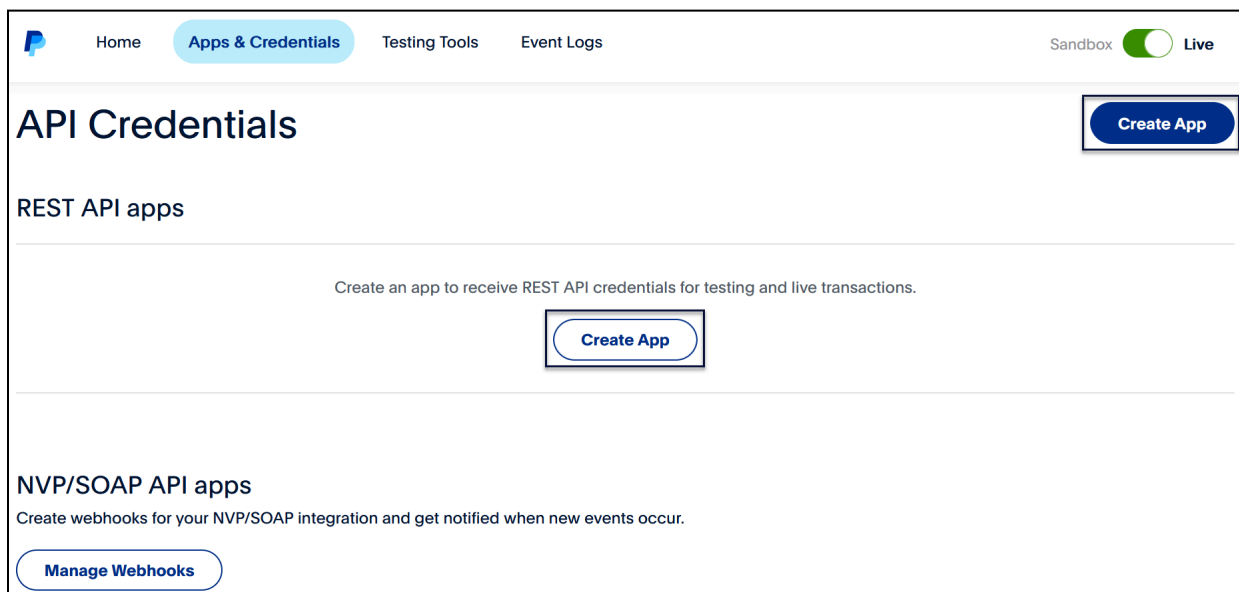 Home Apps & Credentials Testing Tools Event Logs Sandbox Live
API Credentials Create App
REST API apps
Create an app to receive REST API credentials for testing and live transactions.
Create App
NVP/SOAP API apps
Create webhooks for your NVP/SOAP integration and get notified when new events occur.
Manage Webhooks